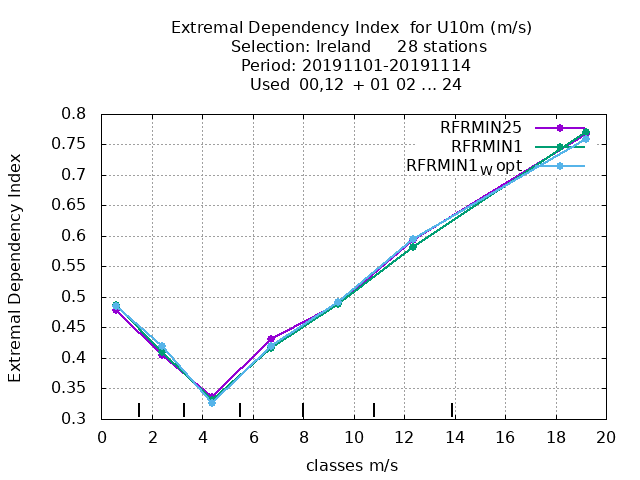 Extremal Dependency Index  for U10m (m/s)
Selection: Ireland     28 stations
Period: 20191101-20191114
Used  00,12  + 01 02 ... 24
RFRMIN25
RFRMIN1
RFRMIN1W opt
Extremal Dependency Index
0.8
0.75
0.7
0.65
0.6
0.55
0.5
0.45
0.4
0.35
0.3
0 2 4 6 8 10 12 14 16 18 20
classes m/s